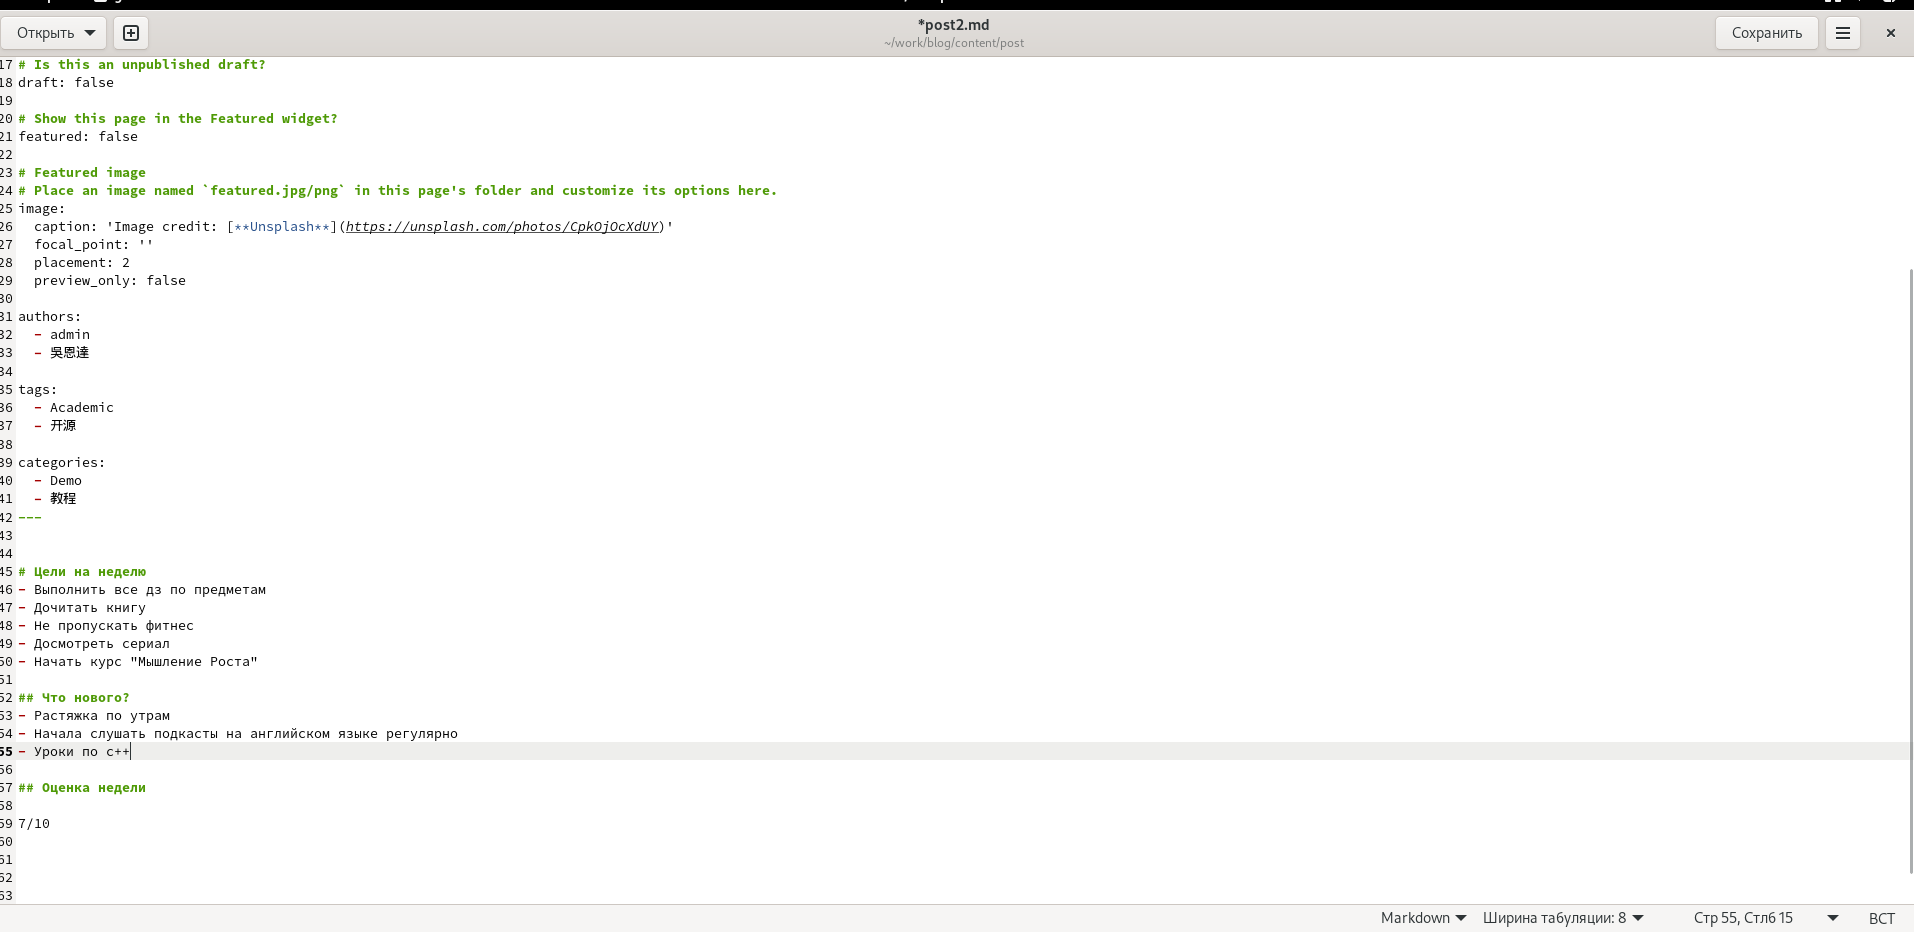 Открыть
*post2.md
~/work/blog/content/post
Сохранить
17 # Is this an unpublished draft?
18 draft: false
19
20 # Show this page in the Featured widget?
21 featured: false
22
23 # Featured image
24 # Place an image named `featured.jpg/png` in this page's folder and customize its options here.
25 image:
26   caption: 'Image credit: [**Unsplash**](https://unsplash.com/photos/CpkOjOcXdUY)'
27   focal_point: ''
28   placement: 2
29   preview_only: false
30
31 authors:
32   - admin
33   - 吳恩達
34
35 tags:
36   - Academic
37   - 开源
38
39 categories:
40   - Demo
41   - 教程
42 ---
43
44
45 # Цели на неделю
46 - Выполнить все дз по предметам
47 - Дочитать книгу
48 - Не пропускать фитнес
49 - Досмотреть сериал
50 - Начать курс "Мышление Роста"
51
52 ## Что нового?
53 - Растяжка по утрам
54 - Начала слушать подкасты на английском языке регулярно
55 - Уроки по с++
56
57 ## Оценка недели
58
59 7/10
60
61
62
63
Markdown
Ширина табуляции: 8
Стр 55, Стлб 15
ВСТ